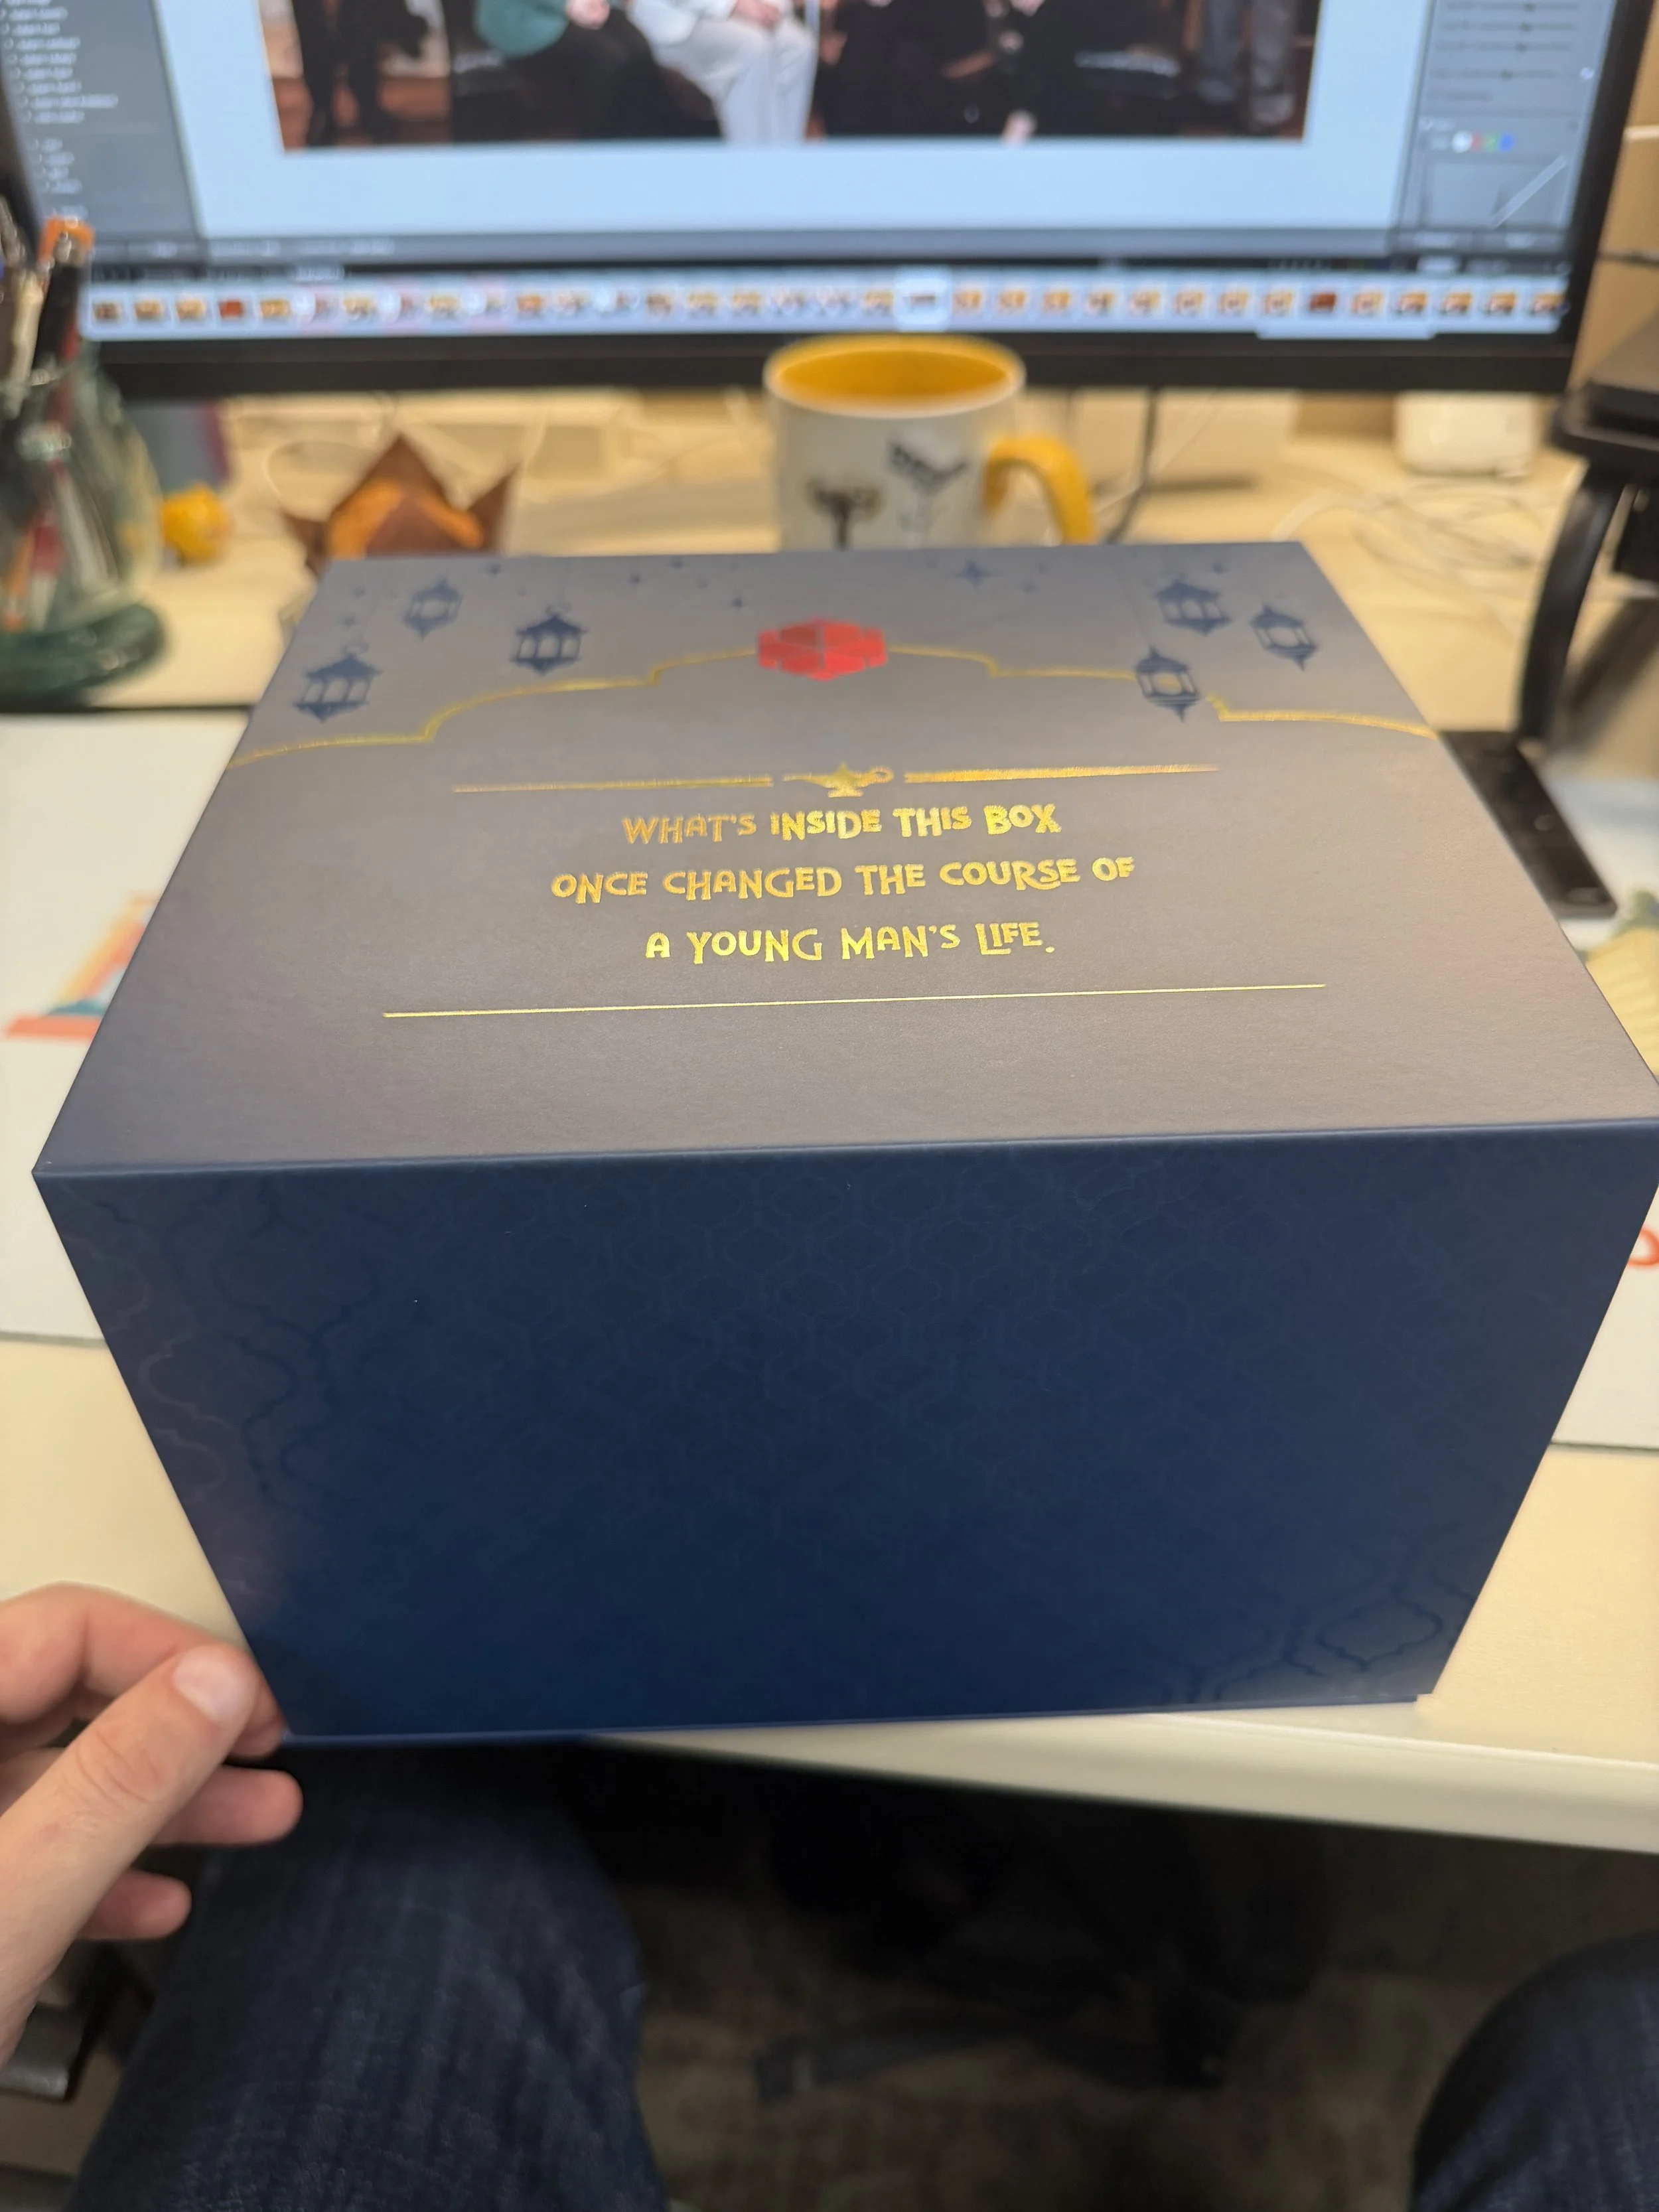 WHAT'S INSIDE THIS BOX
ONCE CHANGED THE COURSE OF
A YOUNG MAN'S LIFE.